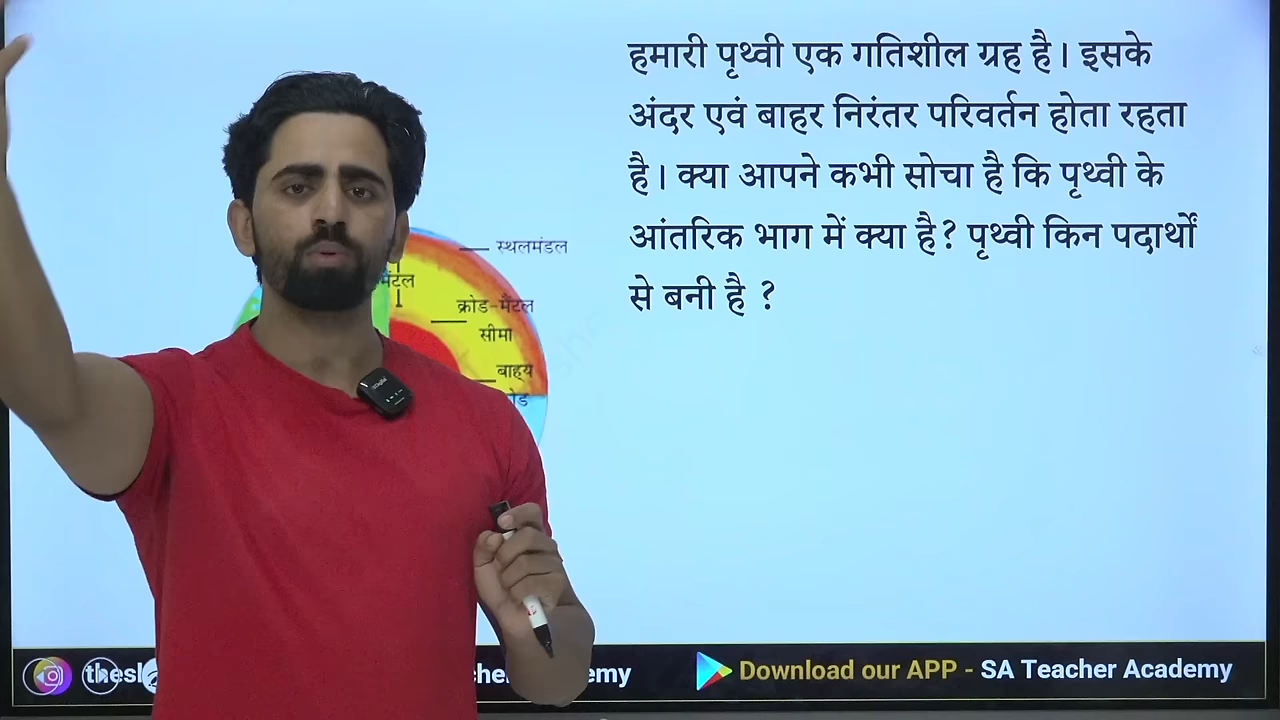 हमारी पृथ्वी एक गतिशील ग्रह है। इसके
अंदर एवं बाहर निरंतर परिवर्तन होता रहता
है। क्या आपने कभी सोचा है कि पृथ्वी के
आंतरिक भाग में क्या है? पृथ्वी किन पदार्थों
से बनी है ?
स्थलमंडल
मैंटल
क्रोड-मैंटल
सीमा
बाह्य
Download our APP - SA Teacher Academy